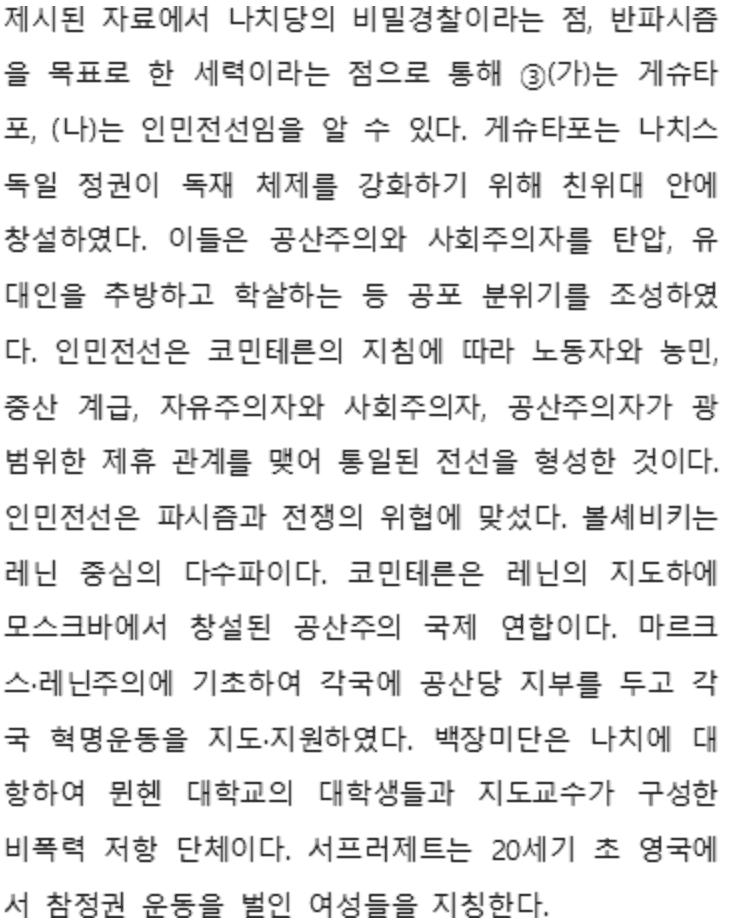 제시된 자료에서 나치당의 비밀경찰이라는 점, 반파시즘
을 목표로 한 세력이라는 점으로 통해 ③(가)는 게슈타
포, (나)는 인민전선임을 알 수 있다. 게슈타포는 나치스
독일 정권이 독재 체제를 강화하기 위해 친위대 안에
창설하였다. 이들은 공산주의와 사회주의자를 탄압, 유
대인을 추방하고 학살하는 등 공포 분위기를 조성하였
다. 인민전선은 코민테른의 지침에 따라 노동자와 농민,
중산 계급, 자유주의자와 사회주의자, 공산주의자가 광
범위한 제휴 관계를 맺어 통일된 전선을 형성한 것이다.
인민전선은 파시즘과 전쟁의 위협에 맞섰다. 볼셰비키는
레닌 중심의 다수파이다. 코민테른은 레닌의 지도하에
모스크바에서 창설된 공산주의 국제 연합이다. 마르크
스·레닌주의에 기초하여 각국에 공산당 지부를 두고 각
국 혁명운동을 지도·지원하였다. 백장미단은 나치에 대
항하여 뮌헨 대학교의 대학생들과 지도교수가 구성한
비폭력 저항 단체이다. 서프러제트는 20세기 초 영국에
서 참정권 운동을 벌인 여성들을 지칭한다.